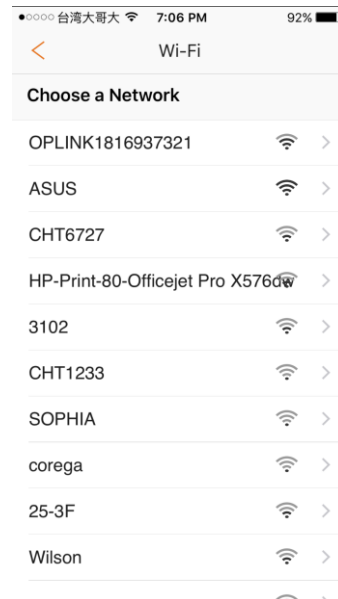 ●○○○○ 台湾大哥大 7:06 PM 92%
Wi-Fi
Choose a Network
OPLINK1816937321
ASUS
CHT6727
HP-Print-80-Officejet Pro X576dw
3102
CHT1233
SOPHIA
corega
25-3F
Wilson